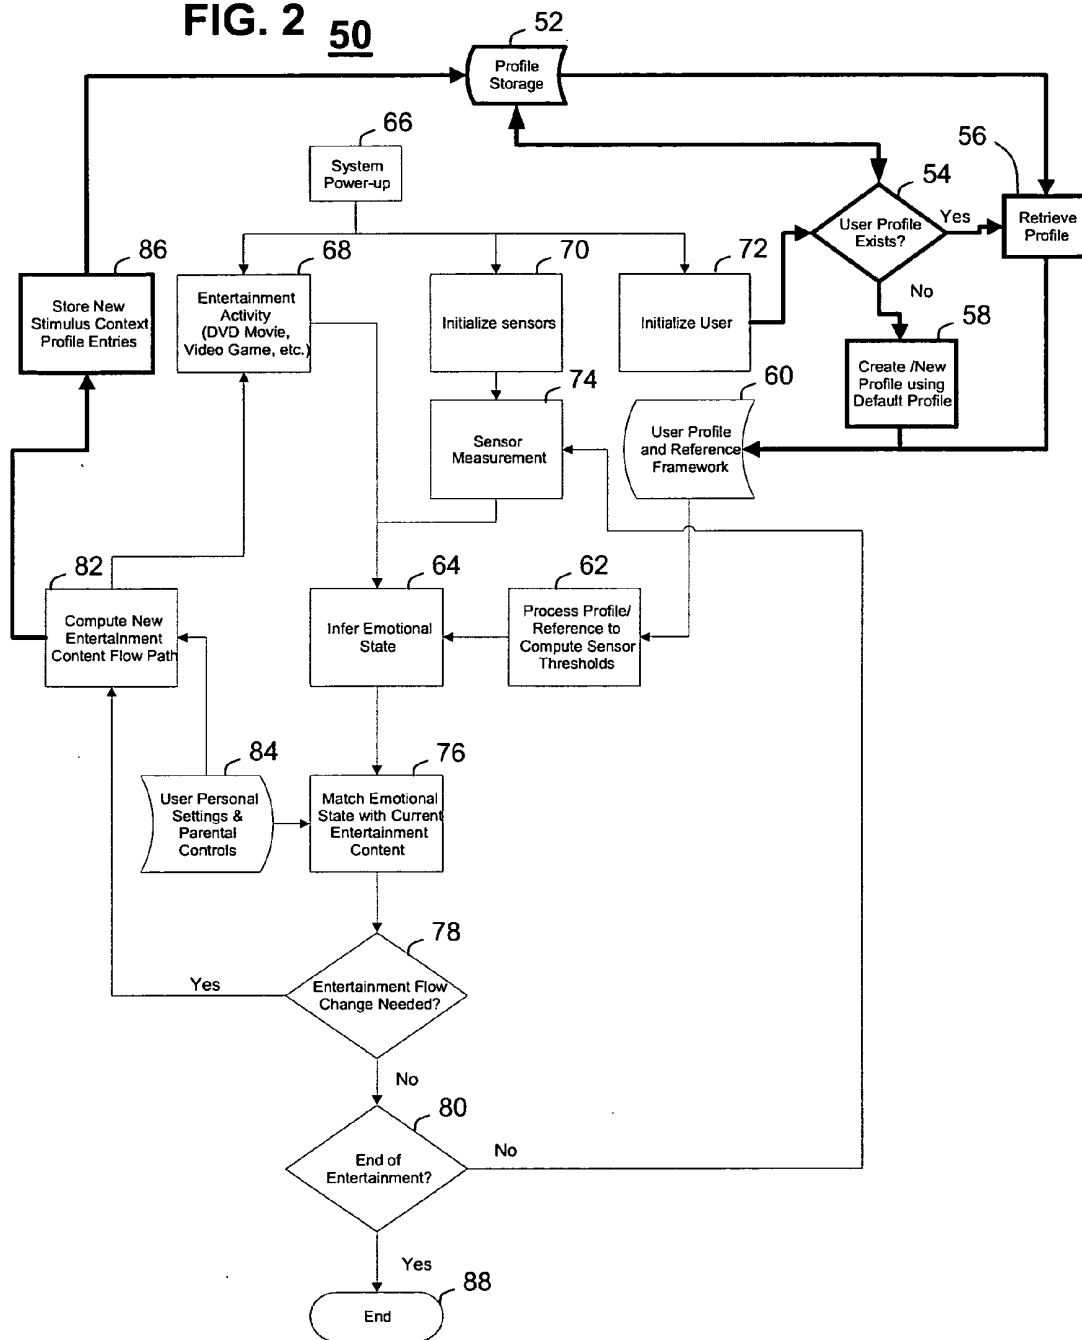 FIG. 2
50
52
Profile
Storage
66
System
Power-up
56
54
User Profile
Exists?
Yes
Retrieve
Profile
No
86
Store New
Stimulus Context
Profile Entries
68
Entertainment
Activity
(DVD Movie,
Video Game, etc.)
70
Initialize sensors
72
Initialize User
58
Create /New
Profile using
Default Profile
74
Sensor
Measurement
60
User Profile
and Reference
Framework
82
Compute New
Entertainment
Content Flow Path
64
Infer Emotional
State
62
Process Profile/
Reference to
Compute Sensor
Thresholds
84
User Personal
Settings &
Parental
Controls
76
Match Emotional
State with Current
Entertainment
Content
78
Entertainment Flow
Change Needed?
Yes
No
80
End of
Entertainment?
No
Yes
88
End